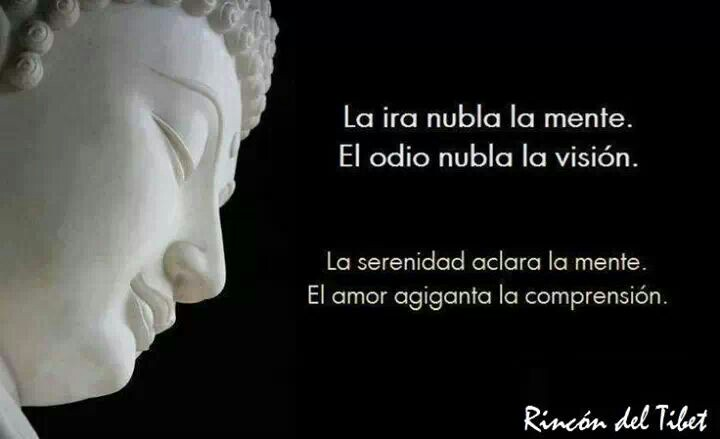 La ira nubla la mente.
El odio nubla la visión.
La serenidad aclara la mente.
El amor agiganta la comprensión.
Rincón del Tibet